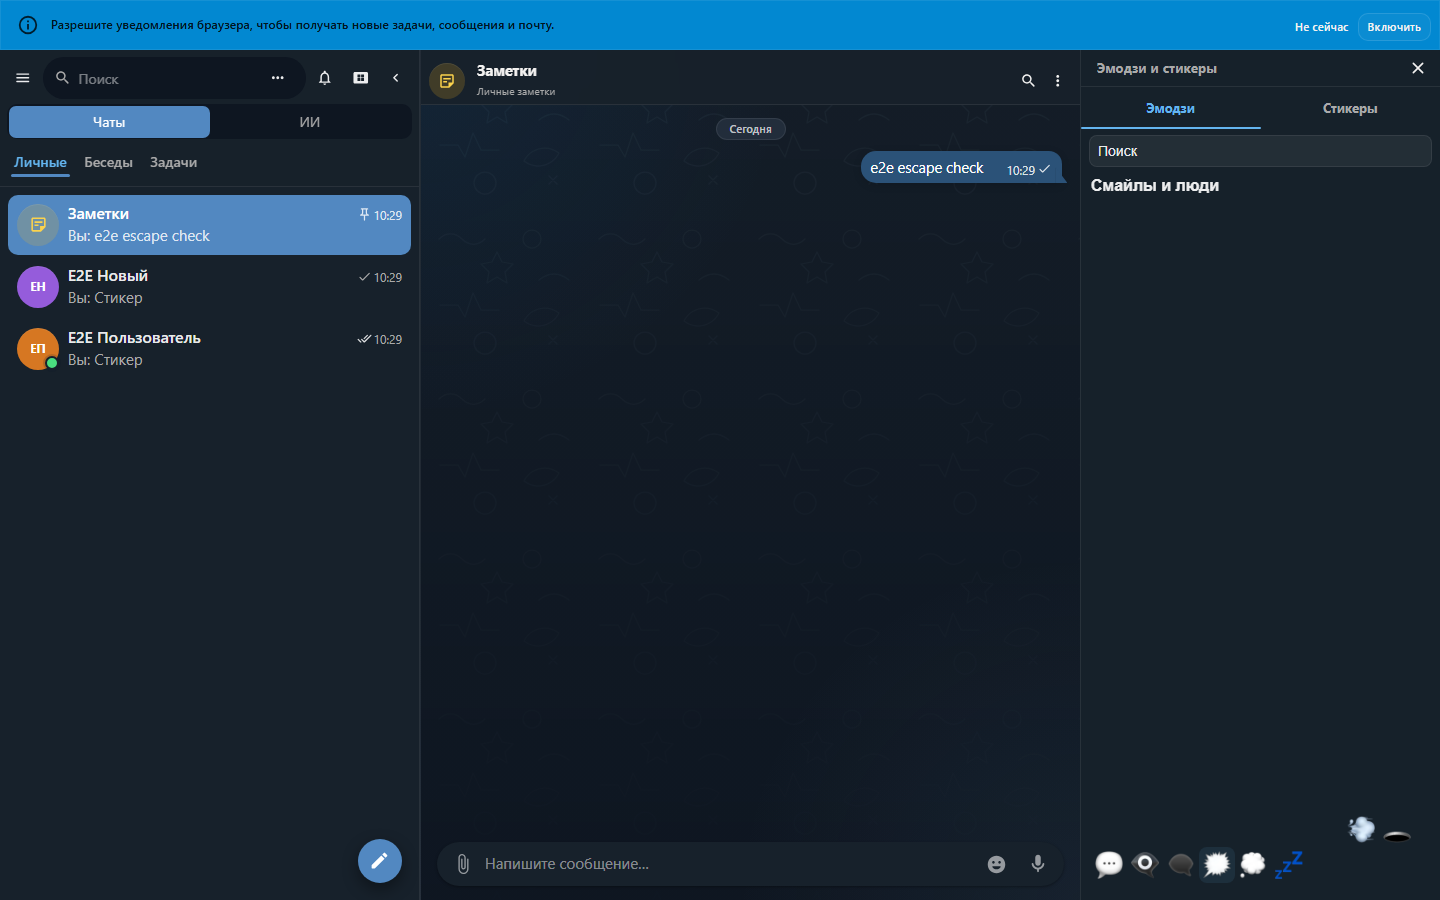 Разрешите уведомления браузера, чтобы получать новые задачи, сообщения и почту.
Не сейчас
Включить
Поиск
Чаты
ИИ
Личные
Беседы
Задачи
Заметки
10:29
Вы: e2e escape check
ЕН
E2E Новый
10:29
Вы: Стикер
ЕП
E2E Пользователь
10:29
Вы: Стикер
Заметки
Личные заметки
Сегодня
e2e escape check
10:29
Напишите сообщение...
Эмодзи и стикеры
Эмодзи
Стикеры
Поиск
Смайлы и люди
zzZ